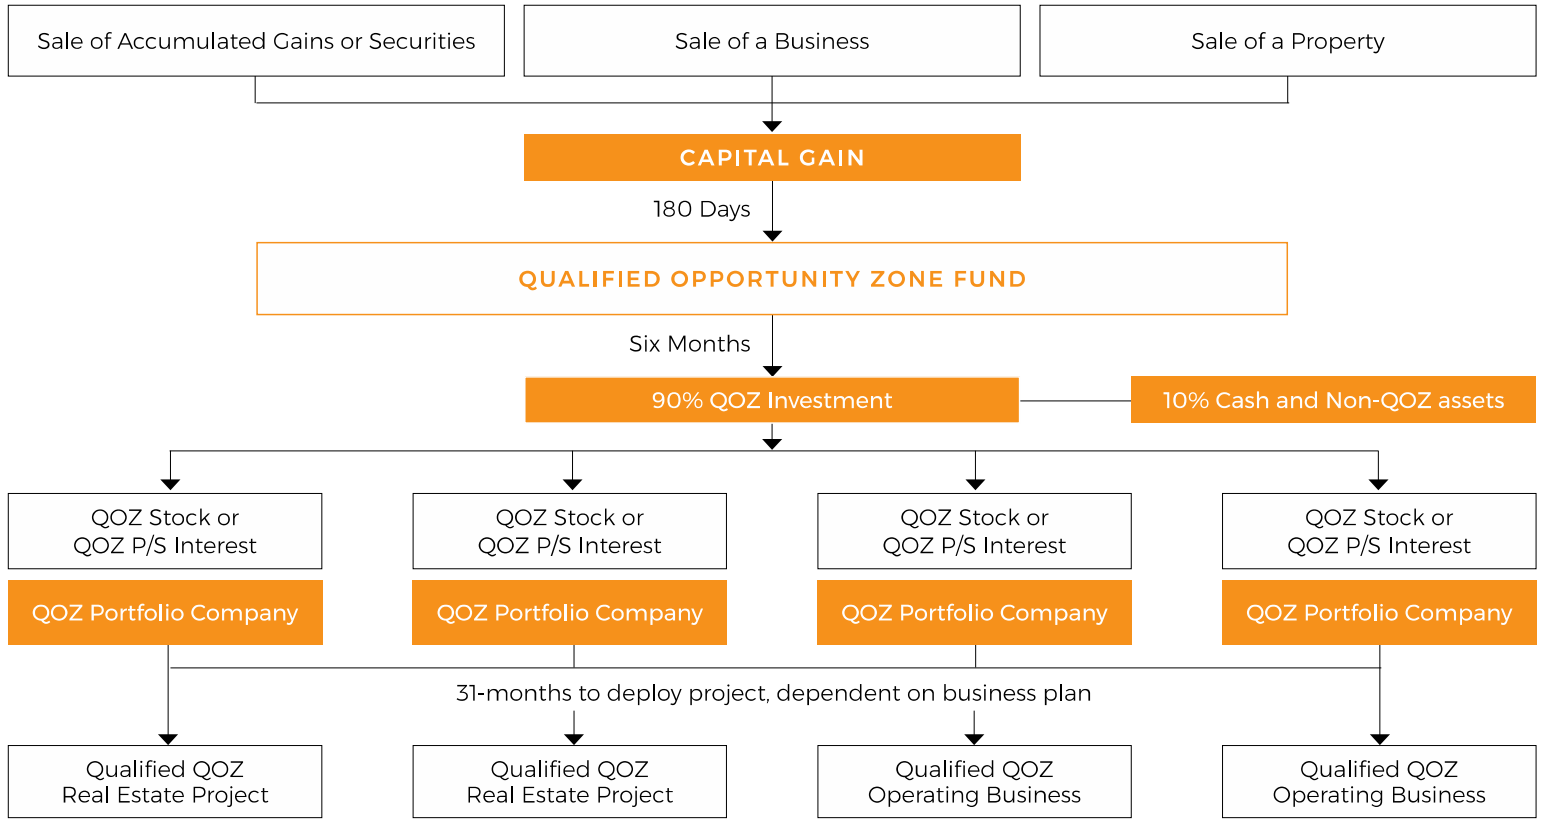 Sale of Accumulated Gains or Securities
Sale of a Business
Sale of a Property
CAPITAL GAIN
180 Days
QUALIFIED OPPORTUNITY ZONE FUND
Six Months
90% QOZ Investment
10% Cash and Non-QOZ assets
QOZ Stock or
QOZ P/S Interest
QOZ Stock or
QOZ P/S Interest
QOZ Stock or
QOZ P/S Interest
QOZ Stock or
QOZ P/S Interest
QOZ Portfolio Company
QOZ Portfolio Company
QOZ Portfolio Company
QOZ Portfolio Company
31-months to deploy project, dependent on business plan
Qualified QOZ
Real Estate Project
Qualified QOZ
Real Estate Project
Qualified QOZ
Operating Business
Qualified QOZ
Operating Business